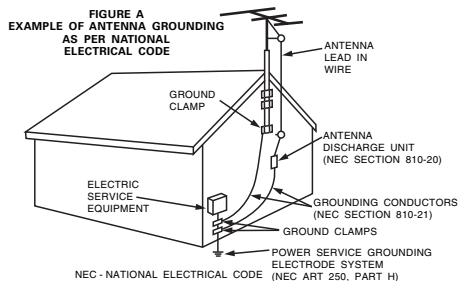 FIGURE A
EXAMPLE OF ANTENNA GROUNDING
AS PER NATIONAL
ELECTRICAL CODE
ANTENNA
LEAD IN
WIRE
GROUND
CLAMP
ANTENNA
DISCHARGE UNIT
(NEC SECTION 810-20)
ELECTRIC
SERVICE
EQUIPMENT
GROUNDING CONDUCTORS
(NEC SECTION 810-21)
GROUND CLAMPS
POWER SERVICE GROUNDING
ELECTRODE SYSTEM
(NEC ART 250, PART H)
NEC - NATIONAL ELECTRICAL CODE